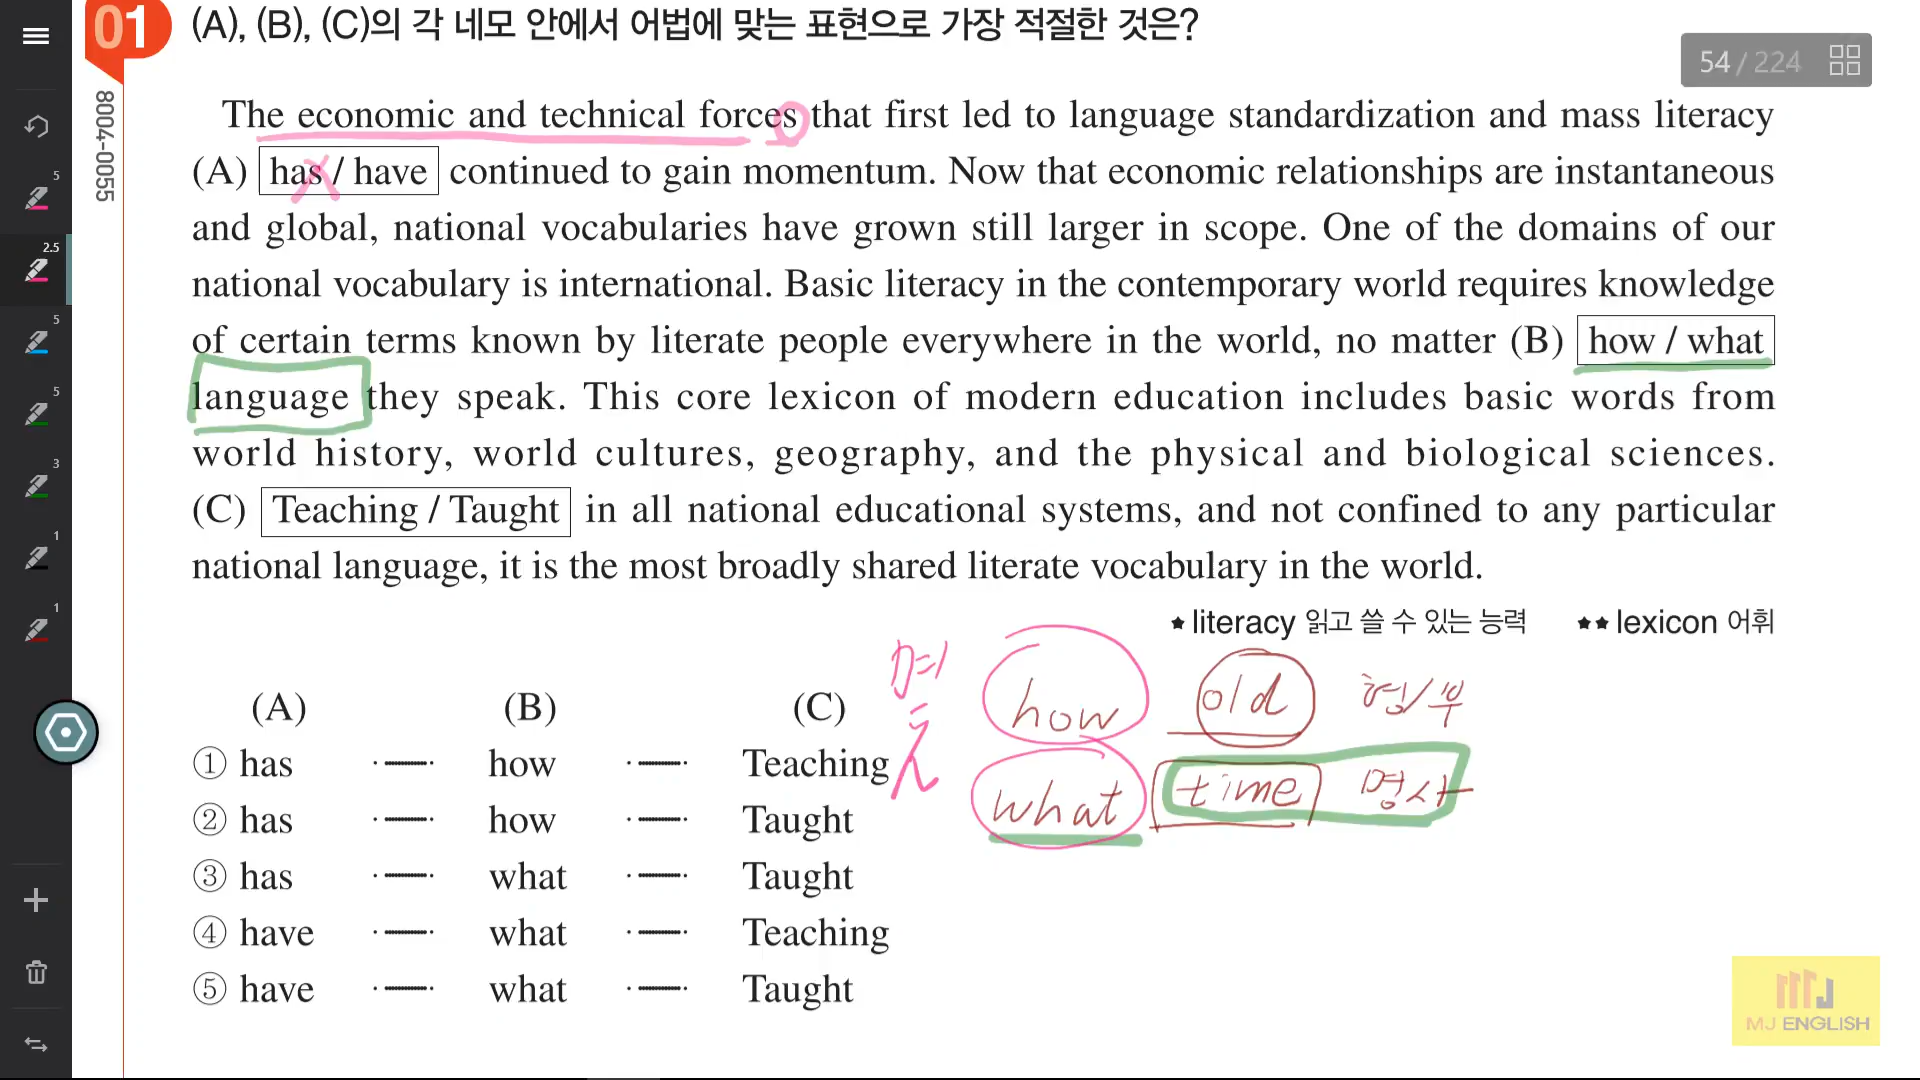 01 (A), (B), (C)의 각 네모 안에서 어법에 맞는 표현으로 가장 적절한 것은?
54 / 224
8004-0055
The economic and technical forces that first led to language standardization and mass literacy
(A) has / have continued to gain momentum. Now that economic relationships are instantaneous
and global, national vocabularies have grown still larger in scope. One of the domains of our
national vocabulary is international. Basic literacy in the contemporary world requires knowledge
of certain terms known by literate people everywhere in the world, no matter (B) how / what
language they speak. This core lexicon of modern education includes basic words from
world history, world cultures, geography, and the physical and biological sciences.
(C) Teaching / Taught in all national educational systems, and not confined to any particular
national language, it is the most broadly shared literate vocabulary in the world.
★ literacy 읽고 쓸 수 있는 능력 ★★ lexicon 어휘
how old 형/부
what time 명사
(A) (B) (C)
① has how Teaching
② has how Taught
③ has what Taught
④ have what Teaching
⑤ have what Taught
5
2.5
5
5
3
1
1
MJ ENGLISH